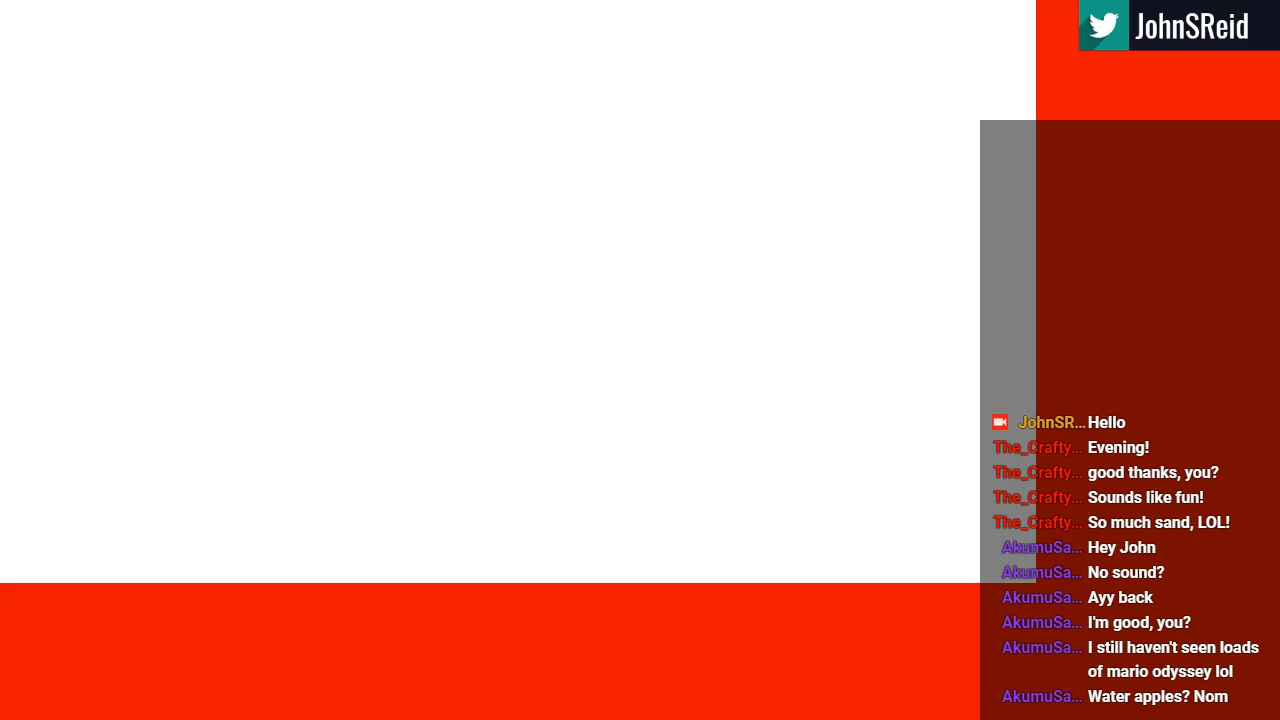 JohnSReid
JohnSR... Hello
The_Crafty... Evening!
The_Crafty... good thanks, you?
The_Crafty... Sounds like fun!
The_Crafty... So much sand, LOL!
AkumuSa... Hey John
AkumuSa... No sound?
AkumuSa... Ayy back
AkumuSa... I'm good, you?
AkumuSa... I still haven't seen loads
of mario odyssey lol
AkumuSa... Water apples? Nom